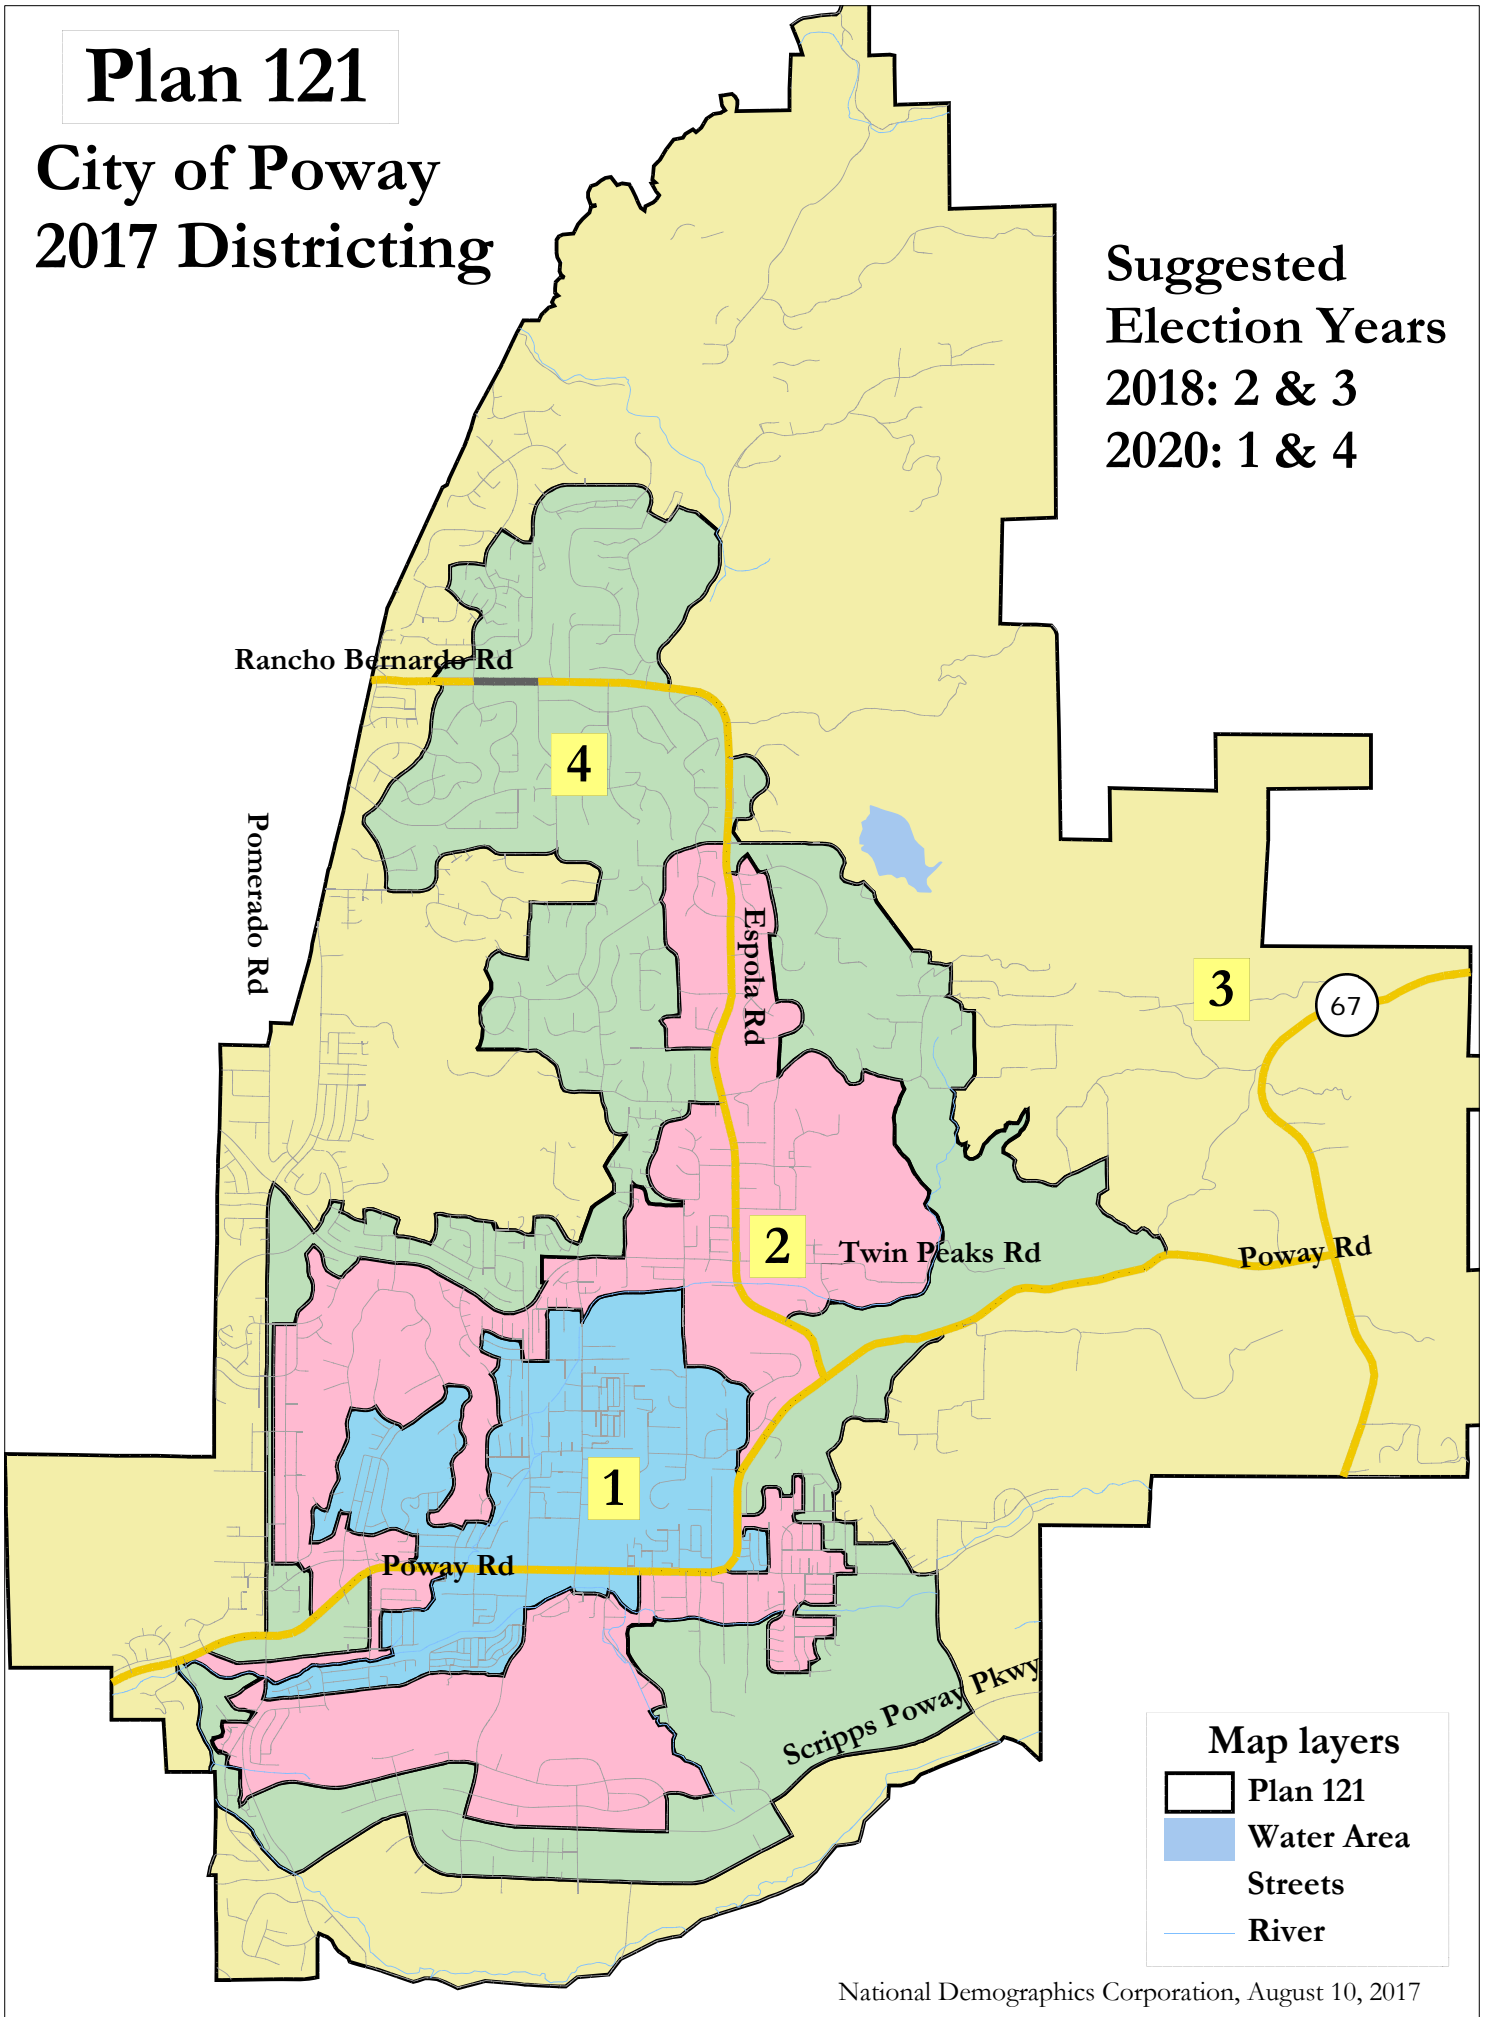 Plan 121
City of Poway
2017 Districting
Suggested
Election Years
2018: 2 & 3
2020: 1 & 4
Rancho Bernardo Rd
4
Pomerado Rd
Espola Rd
3
67
2
Twin Peaks Rd
Poway Rd
1
Poway Rd
Scripps Poway Pkwy
Map layers
Plan 121
Water Area
Streets
River
National Demographics Corporation, August 10, 2017